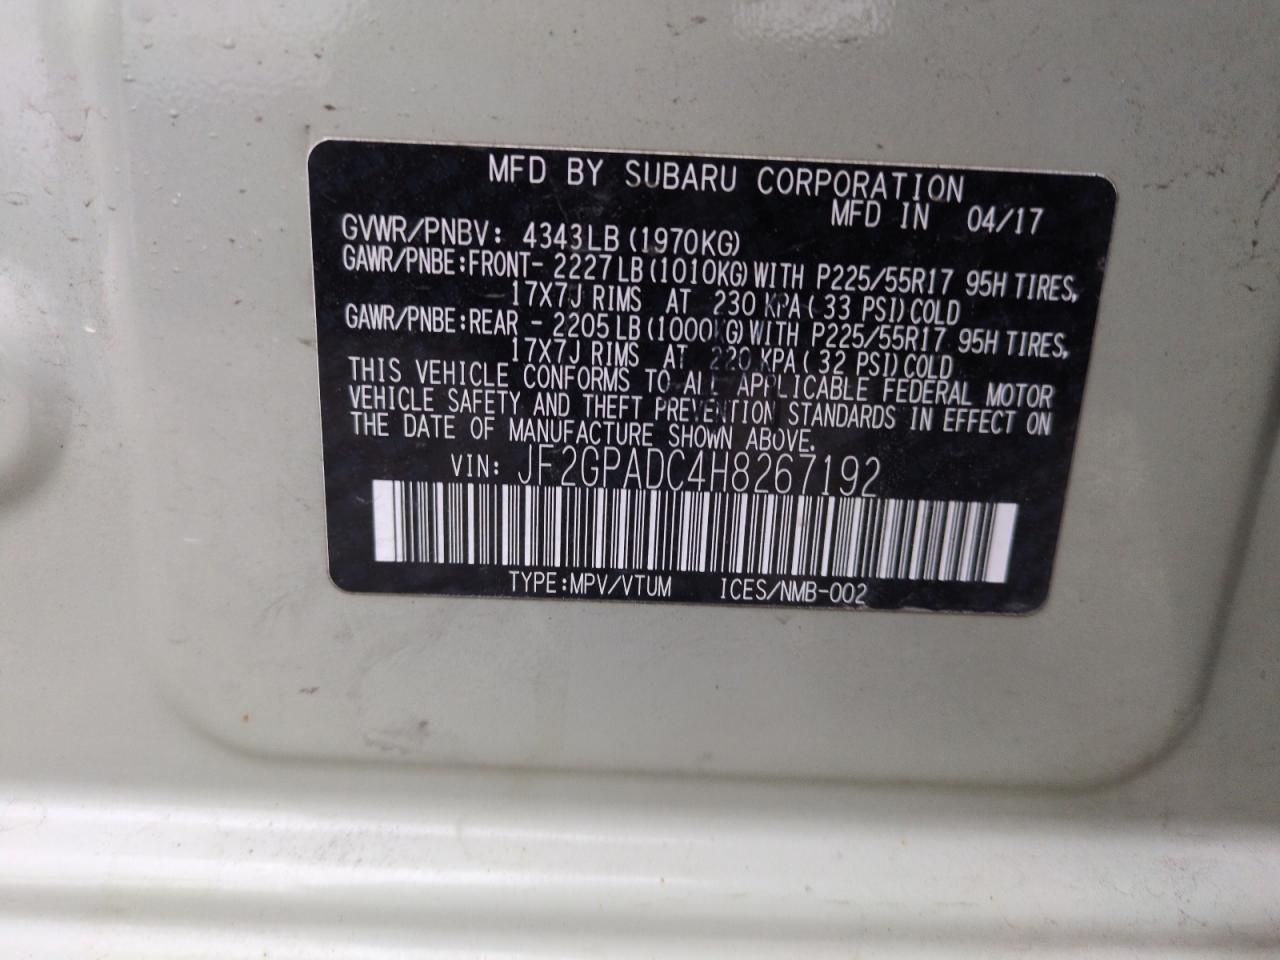 MFD BY SUBARU CORPORATION
MFD IN 04/17
GVWR/PNBV: 4343LB(1970KG)
GAWR/PNBE:FRONT- 2227LB(1010KG)WITH P225/55R17 95H TIRES,
17X7J RIMS AT 230 KPA( 33 PSI)COLD
GAWR/PNBE:REAR - 2205LB(1000KG)WITH P225/55R17 95H TIRES,
17X7J RIMS AT 220 KPA( 32 PSI)COLD
THIS VEHICLE CONFORMS TO ALL APPLICABLE FEDERAL MOTOR
VEHICLE SAFETY AND THEFT PREVENTION STANDARDS IN EFFECT ON
THE DATE OF MANUFACTURE SHOWN ABOVE.
VIN: JF2GPADC4H8267192
TYPE:MPV/VTUM ICES/NMB-002